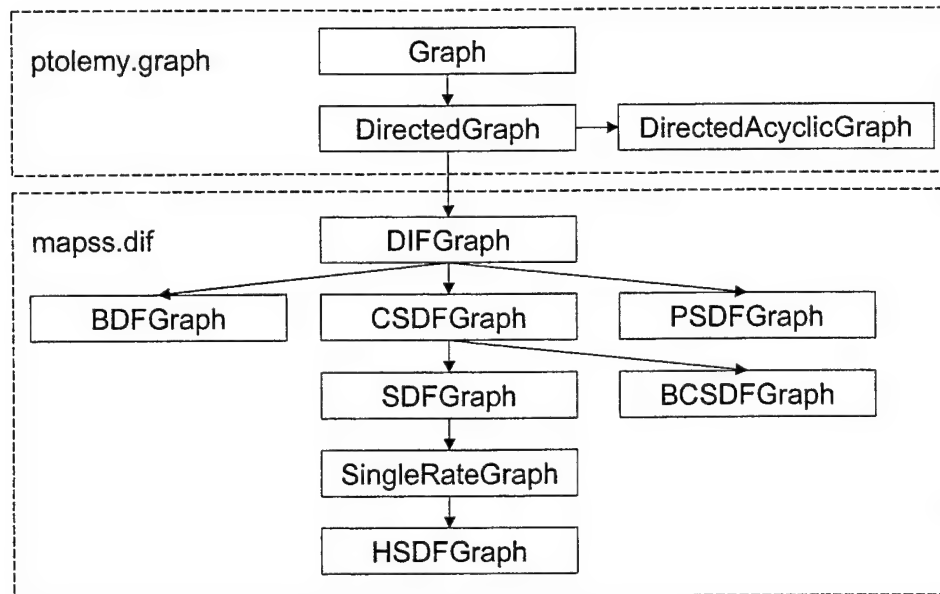 ptolemy.graph
Graph
DirectedGraph
DirectedAcyclicGraph
mapss.dif
DIFGraph
BDFGraph
CSDFGraph
PSDFGraph
SDFGraph
BCSDFGraph
SingleRateGraph
HSDFGraph